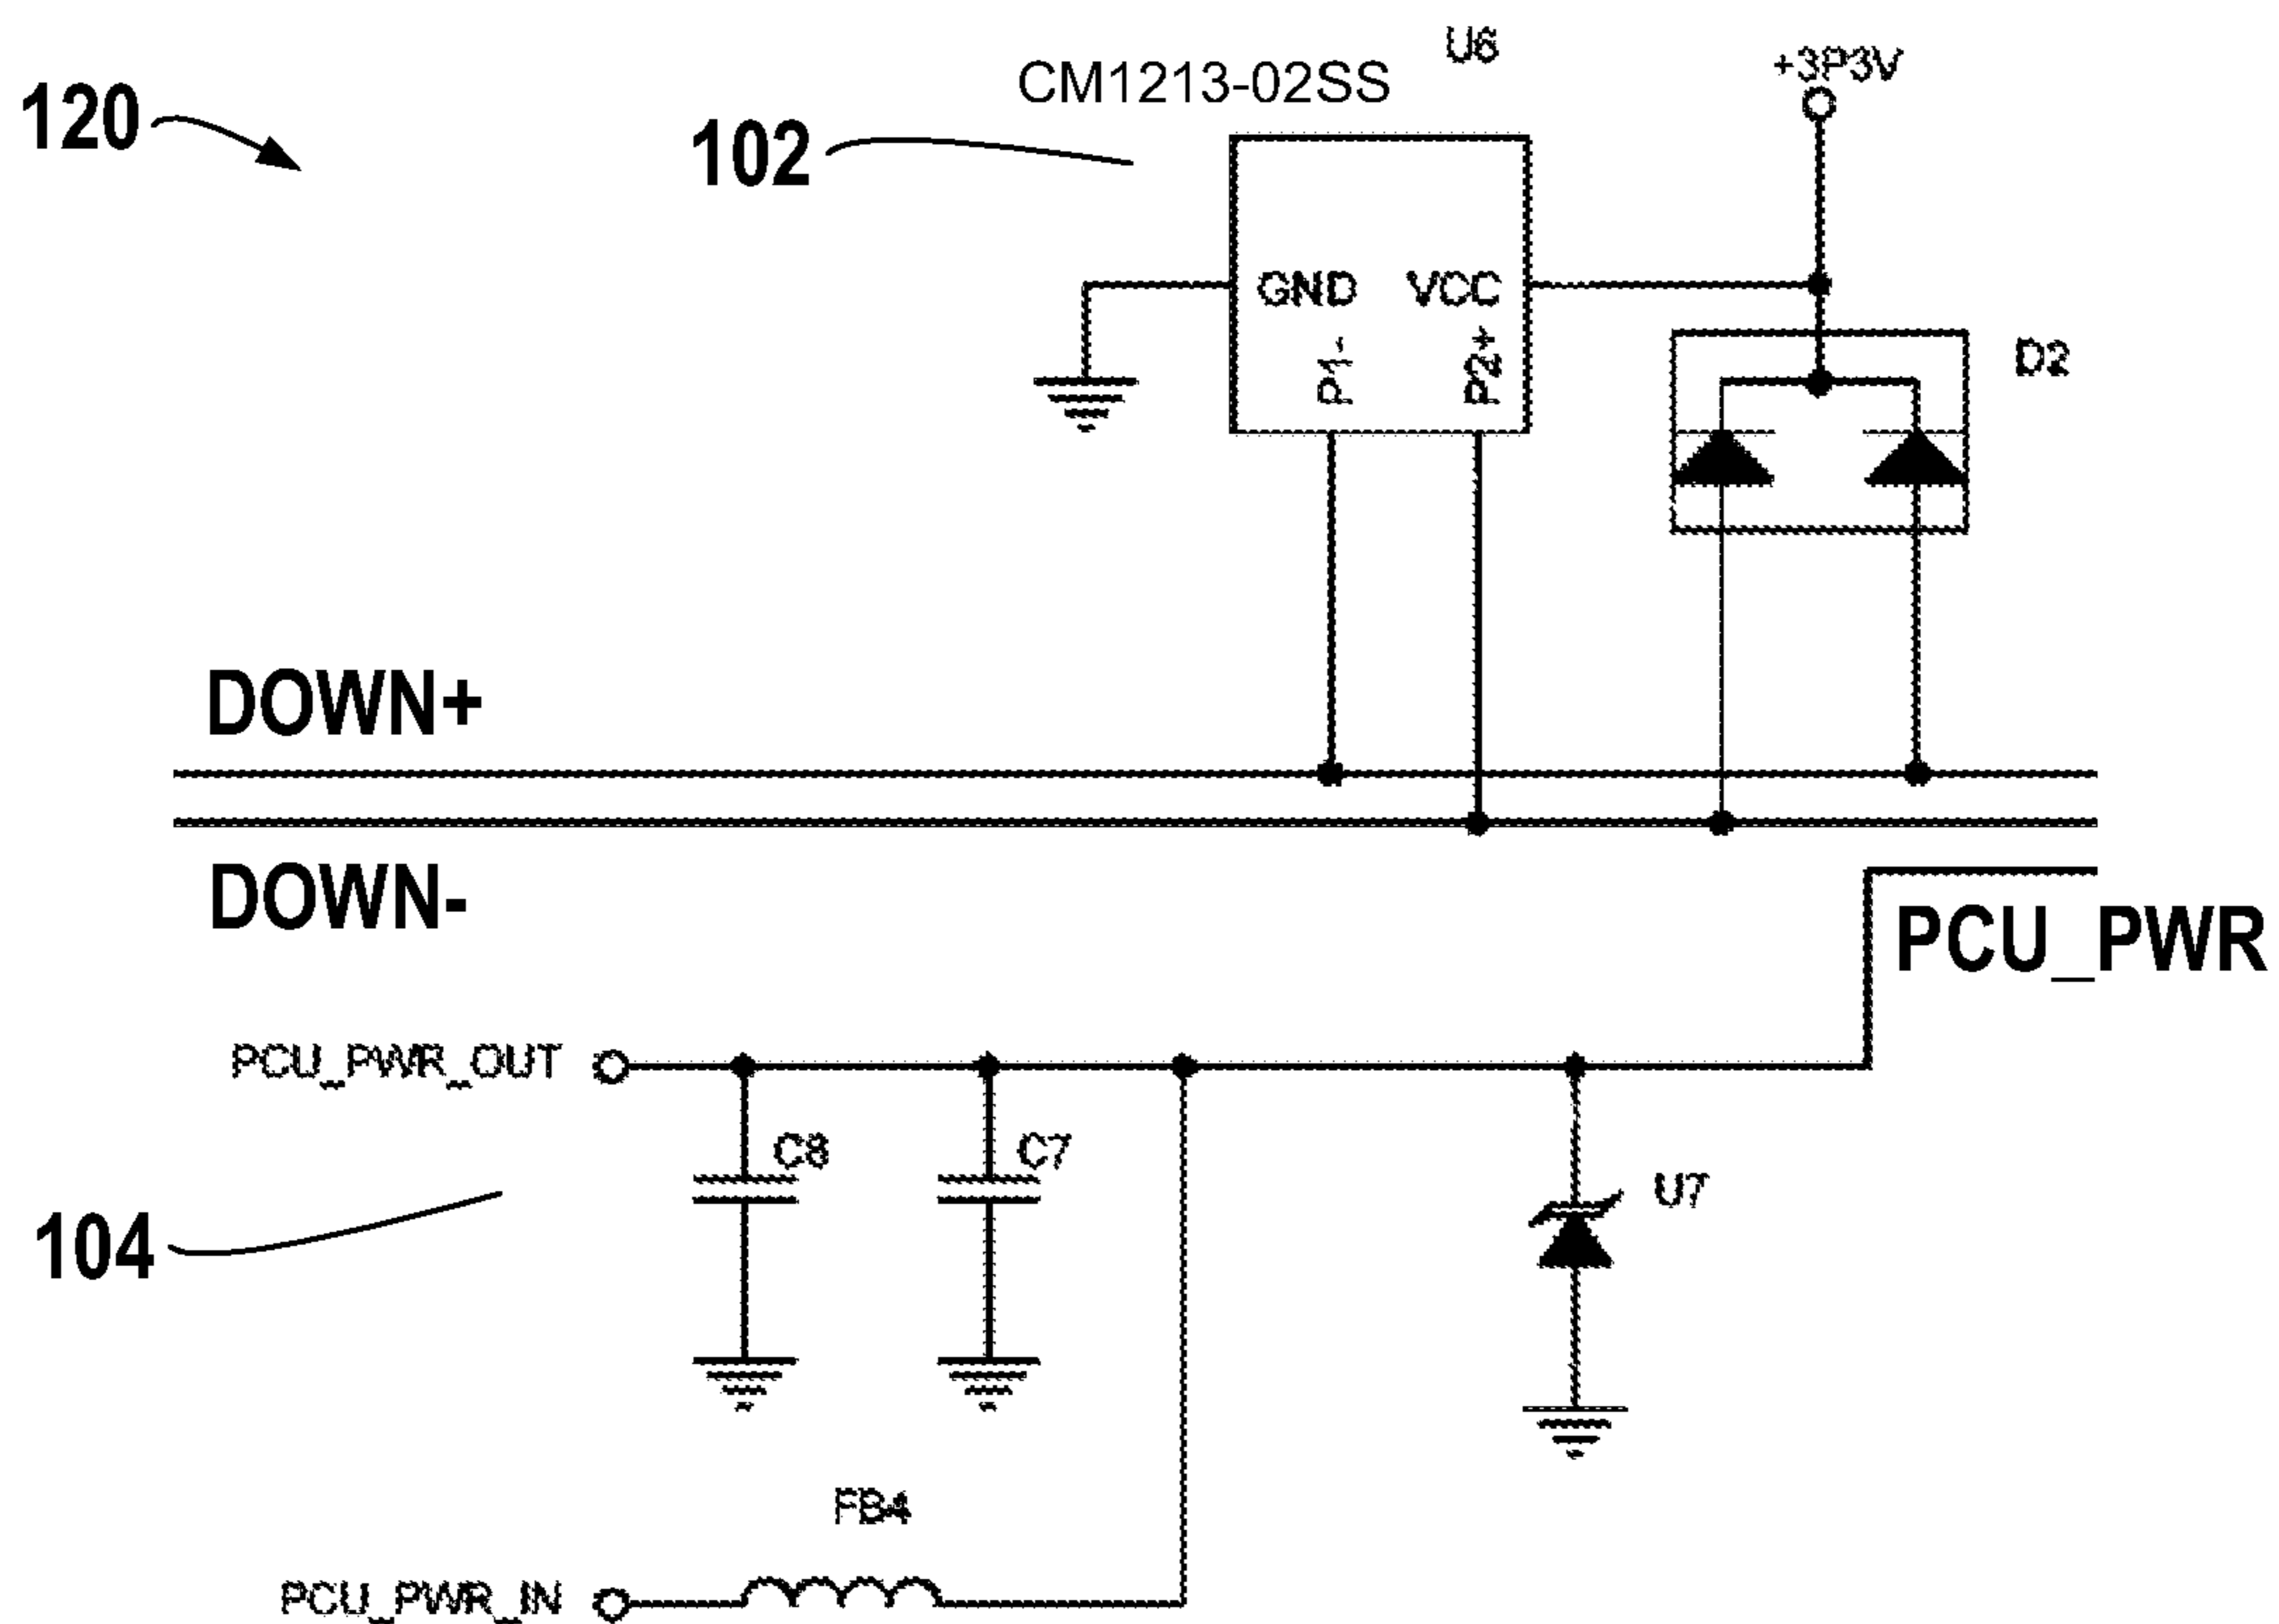 120
CM1213-02SS
U6
+3P3V
102
GND
VCC
P1-
P2+
D2
DOWN+
DOWN-
PCU_PWR
PCU_PWR_OUT
C8
C7
U7
104
FB4
PCU_PWR_IN